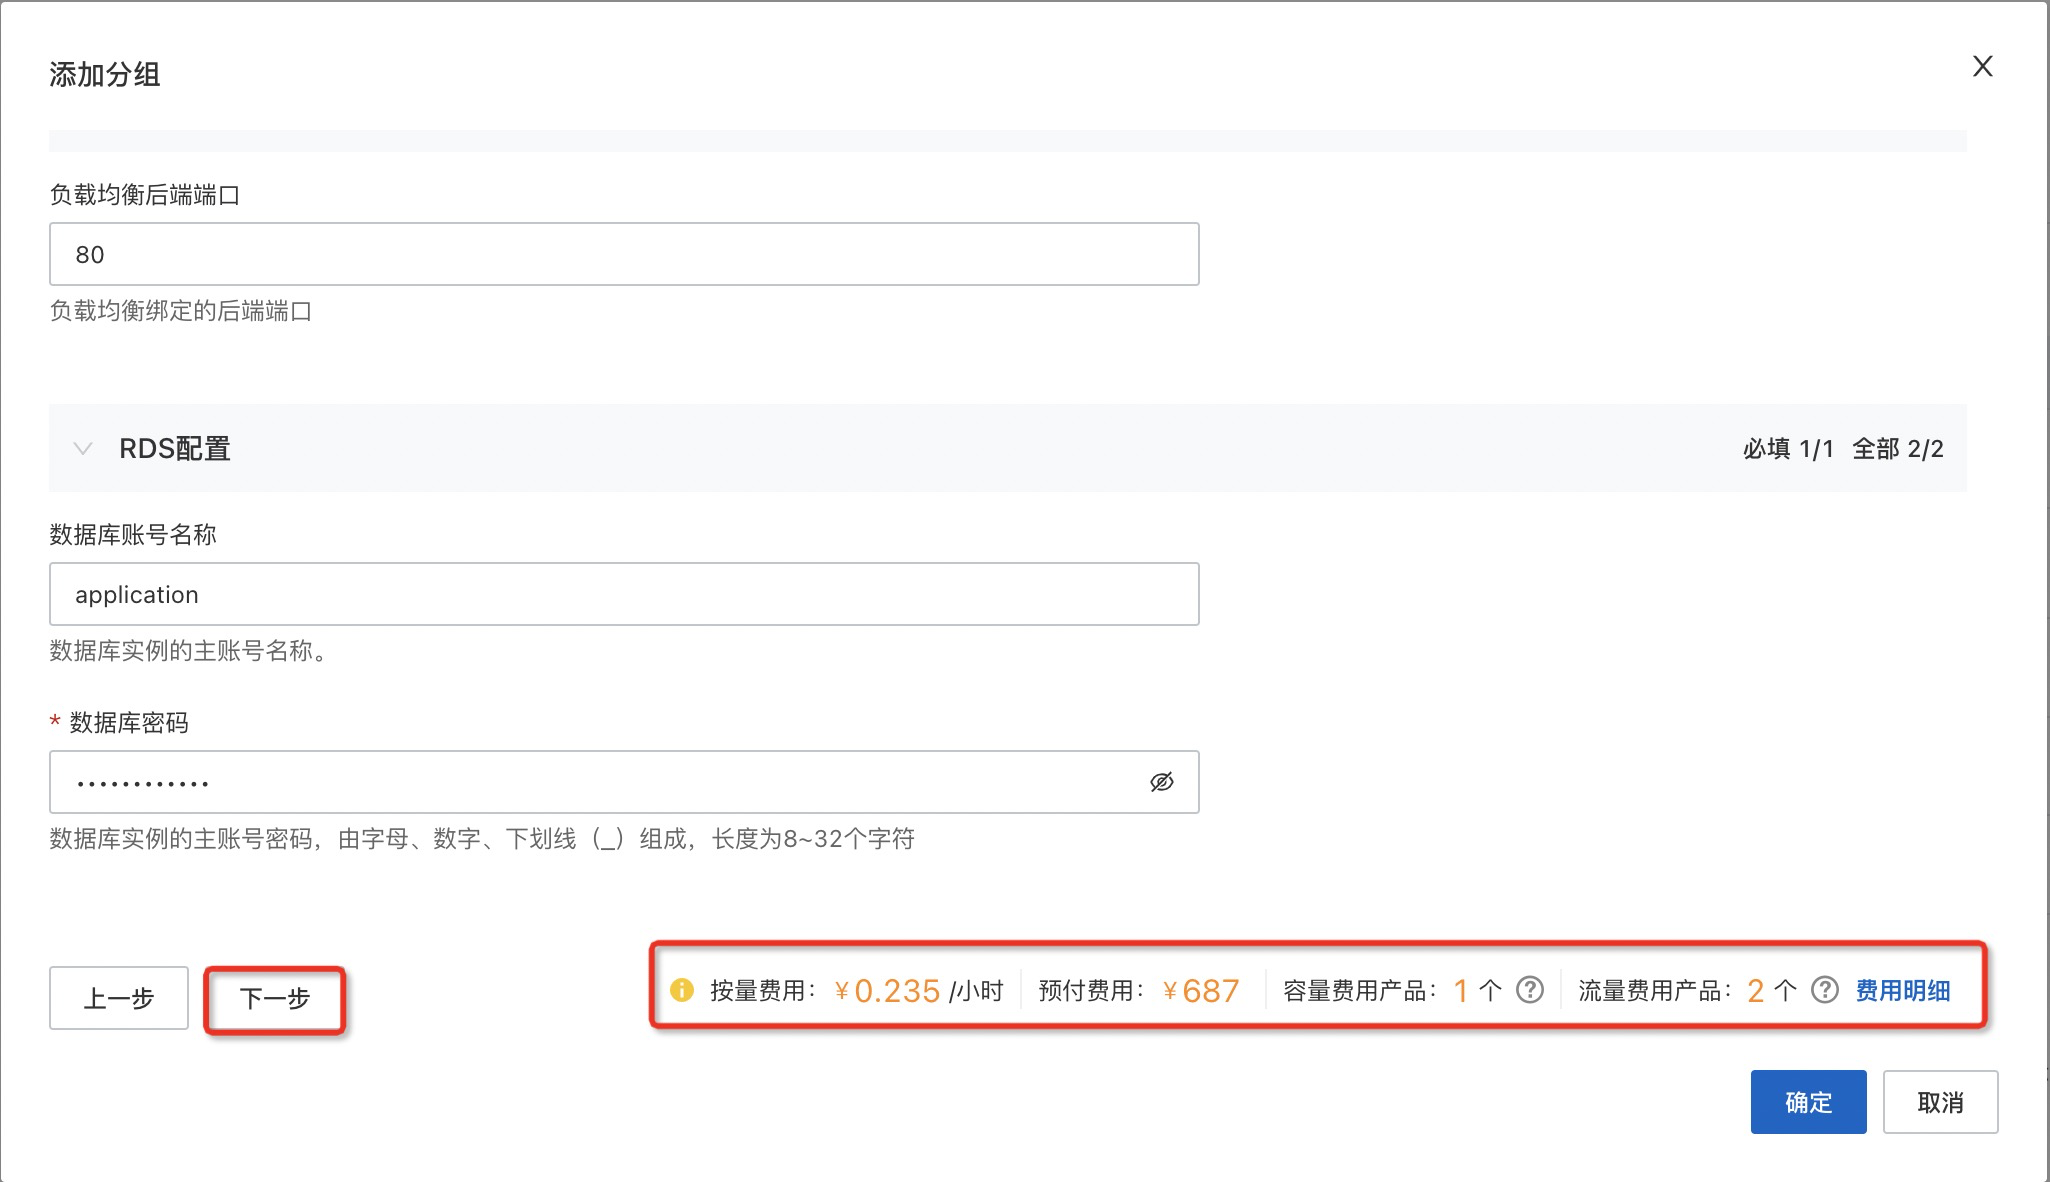 添加分组
负载均衡后端端口
80
负载均衡绑定的后端端口
RDS配置 必填 1/1 全部 2/2
数据库账号名称
application
数据库实例的主账号名称。
* 数据库密码
············
数据库实例的主账号密码，由字母、数字、下划线（_）组成，长度为8~32个字符
上一步 下一步 按量费用：¥0.235 /小时 预付费用：¥687 容量费用产品：1 个 流量费用产品：2 个 费用明细
确定 取消